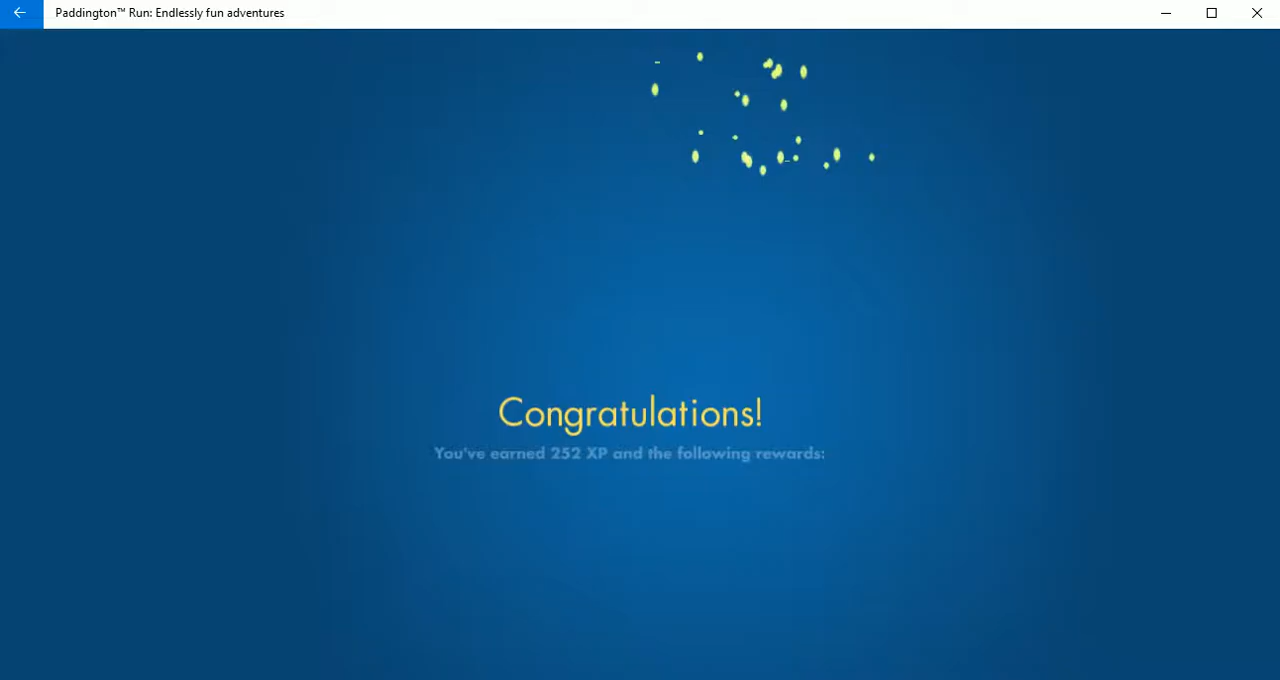 Paddington™ Run: Endlessly fun adventures
Congratulations!
You've earned 252 XP and the following rewards: